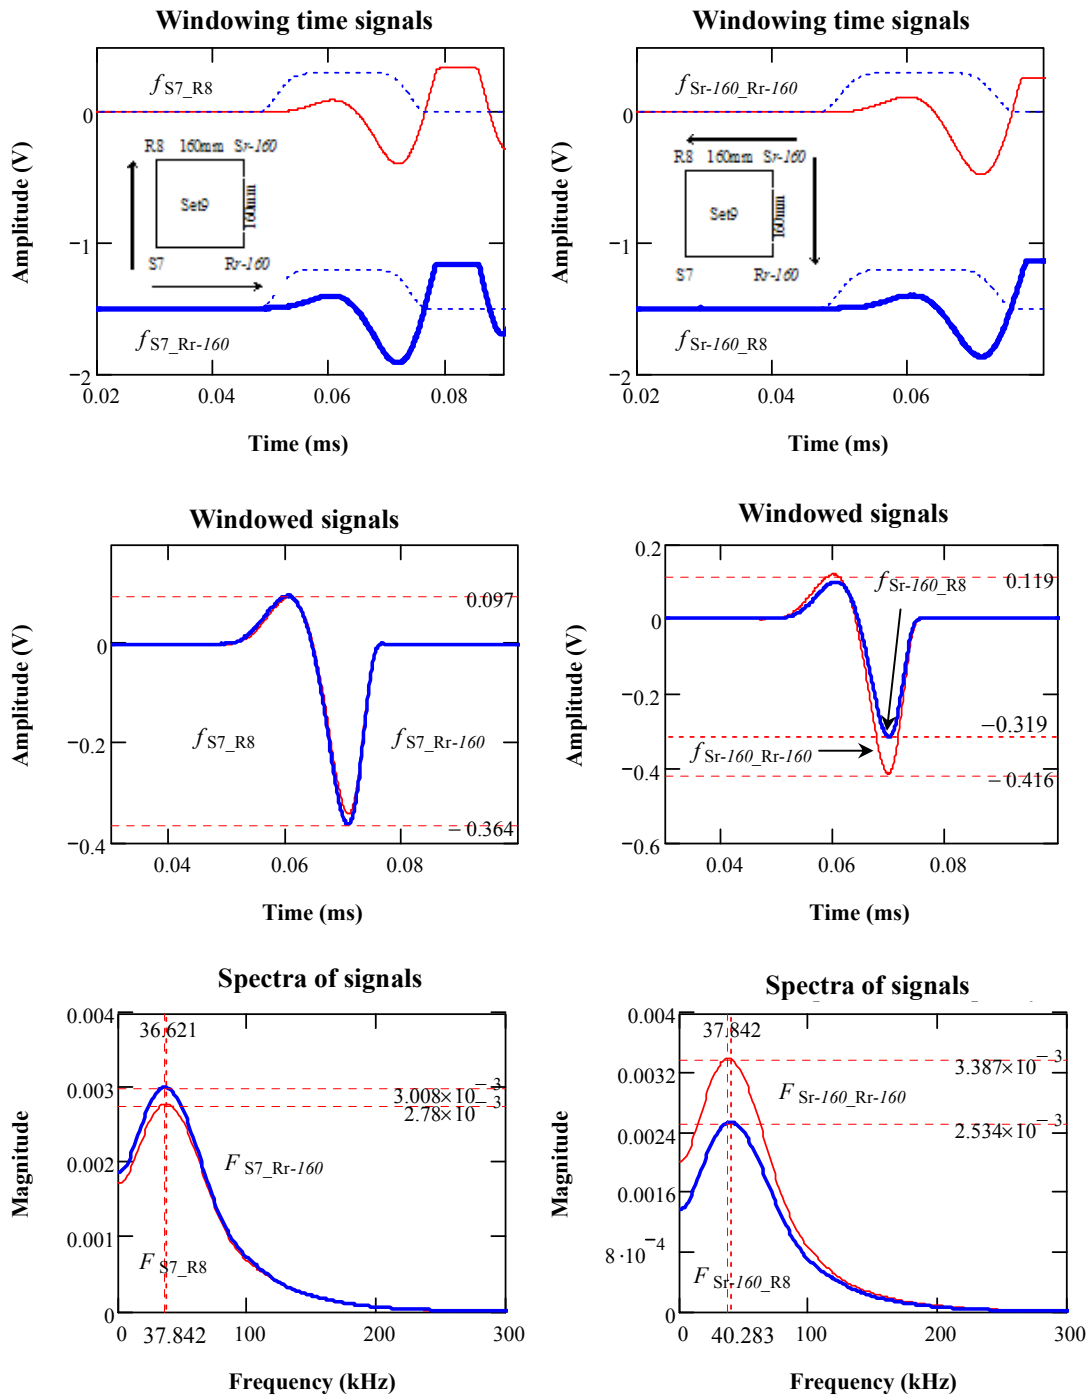 Windowing time signals
Amplitude (V)
0
−1
−2
f S7_R8
R8 160mm Sr-160
Set9
160mm
S7 Rr-160
f S7_Rr-160
0.02 0.04 0.06 0.08
Time (ms)
Windowing time signals
Amplitude (V)
0
−1
−2
f Sr-160_Rr-160
R8 160mm Sr-160
Set9
160mm
S7 Rr-160
f Sr-160_R8
0.02 0.04 0.06
Time (ms)
Windowed signals
Amplitude (V)
0
−0.2
−0.4
0.097
f S7_R8 f S7_Rr-160
−0.364
0.04 0.06 0.08
Time (ms)
Windowed signals
Amplitude (V)
0.2
0
−0.2
−0.4
−0.6
0.119
f Sr-160_R8
−0.319
f Sr-160_Rr-160
−0.416
0.04 0.06 0.08
Time (ms)
Spectra of signals
Magnitude
0.004
0.003
0.002
0.001
0
36.621
3.008×10−3
2.78×10−3
F S7_Rr-160
F S7_R8
0 37.842 100 200 300
Frequency (kHz)
Spectra of signals
Magnitude
0.004
0.0032
0.0024
0.0016
8·10−4
0
37.842
3.387×10−3
F Sr-160_Rr-160
2.534×10−3
F Sr-160_R8
0 40.283 100 200 300
Frequency (kHz)